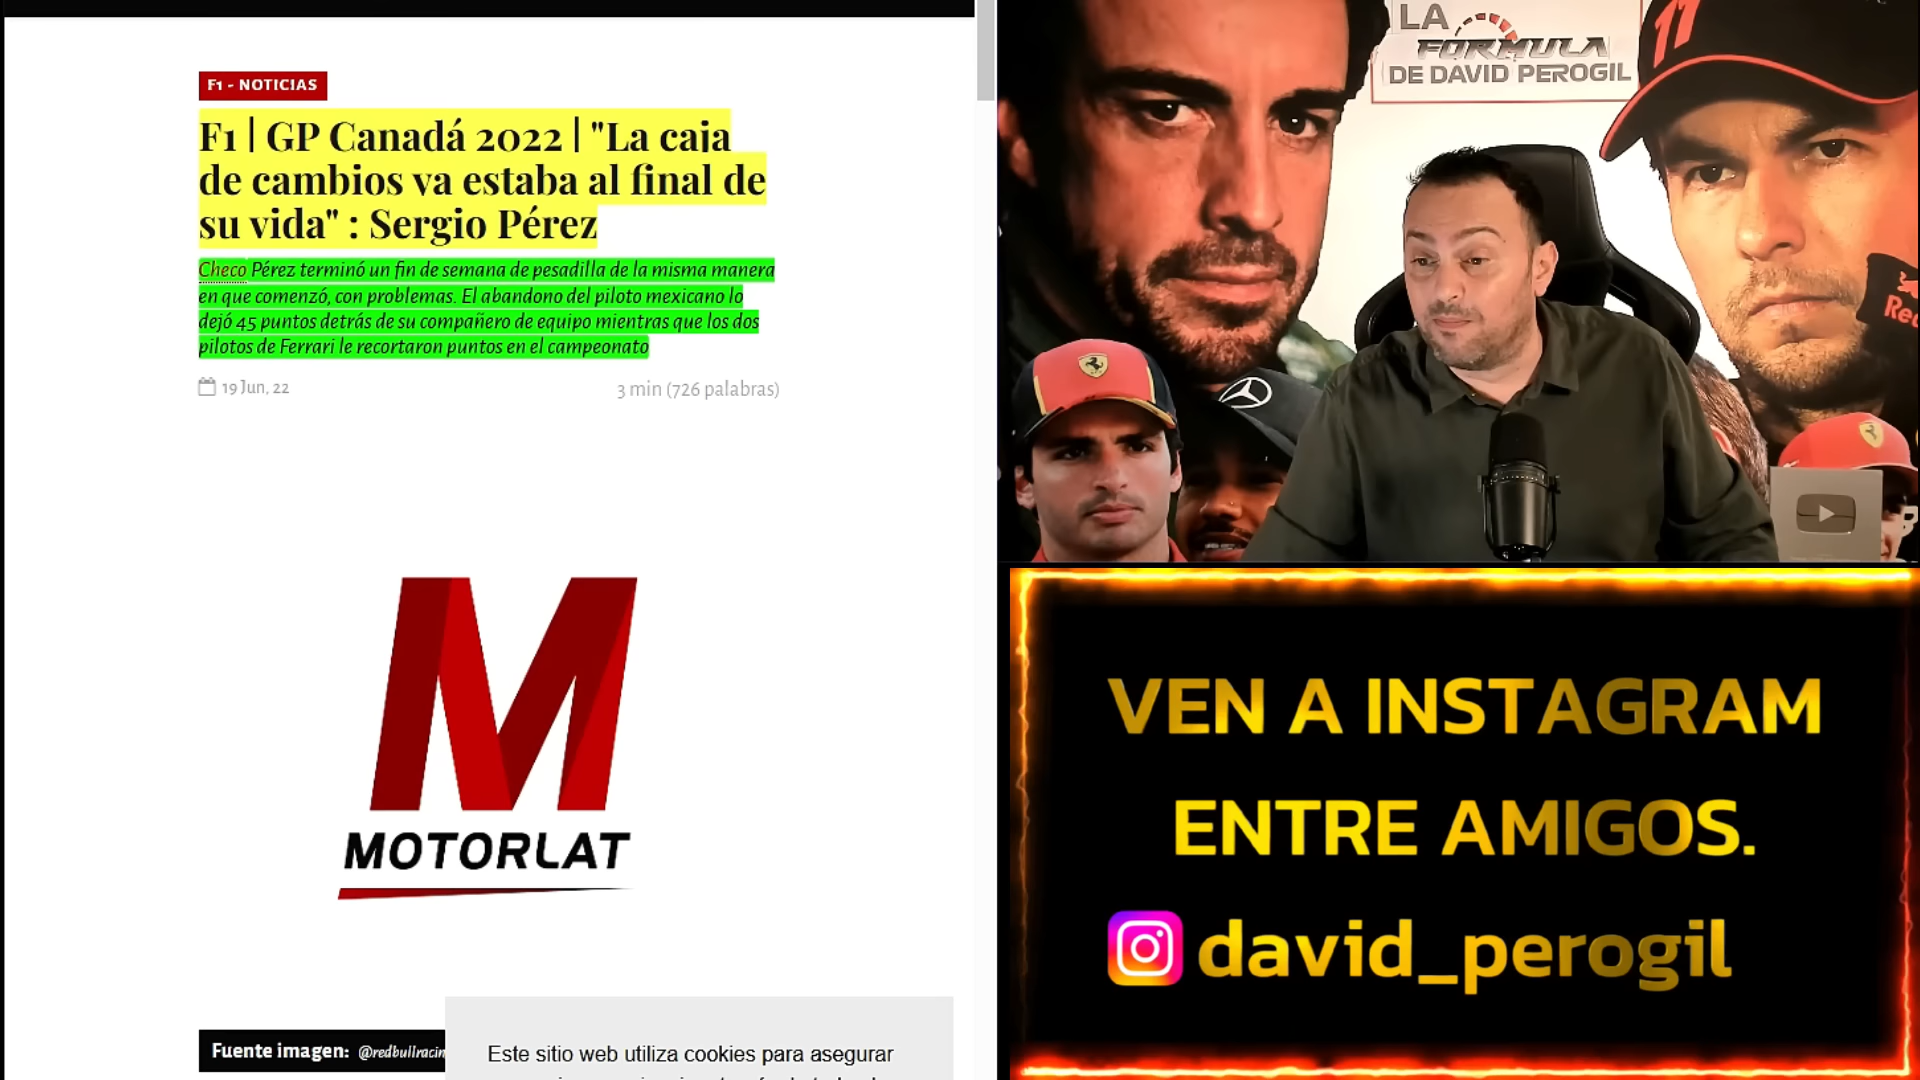 F1 - NOTICIAS
F1 | GP Canadá 2022 | "La caja
de cambios va estaba al final de
su vida" : Sergio Pérez
Checo Pérez terminó un fin de semana de pesadilla de la misma manera
en que comenzó, con problemas. El abandono del piloto mexicano lo
dejó 45 puntos detrás de su compañero de equipo mientras que los dos
pilotos de Ferrari le recortaron puntos en el campeonato
19 Jun, 22
3 min (726 palabras)
MOTORLAT
Fuente imagen: @redbullracin
Este sitio web utiliza cookies para asegurar
LA
FORMULA
DE DAVID PEROGIL
11
Red
VEN A INSTAGRAM
ENTRE AMIGOS.
david_perogil